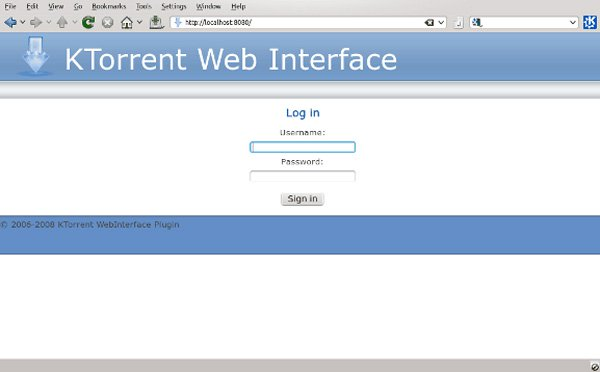 File Edit View Go Bookmarks Tools Settings Window Help
http://localhost:8080/
KTorrent Web Interface
Log in
Username:
Password:
Sign in
© 2006-2008 KTorrent WebInterface Plugin